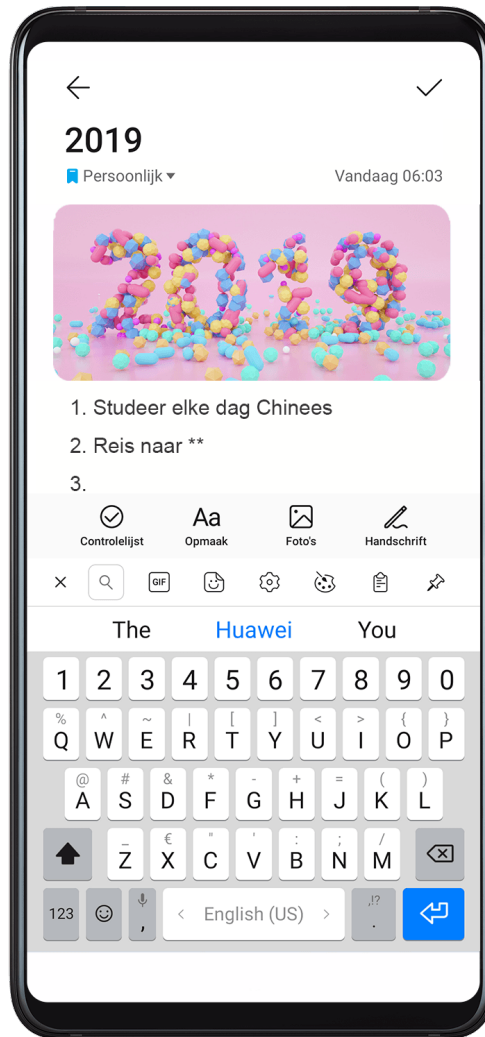 2019
Persoonlijk
Vandaag 06:03
2019
1. Studeer elke dag Chinees
2. Reis naar **
3.
Controlelijst Opmaak Foto's Handschrift
GIF
The Huawei You
1 2 3 4 5 6 7 8 9 0
% ^ ~ | [ ] < > { }
Q W E R T Y U I O P
@ # & * - + = ( )
A S D F G H J K L
_ € " ' : ; /
Z X C V B N M
123 , < English (US) > ,!? .